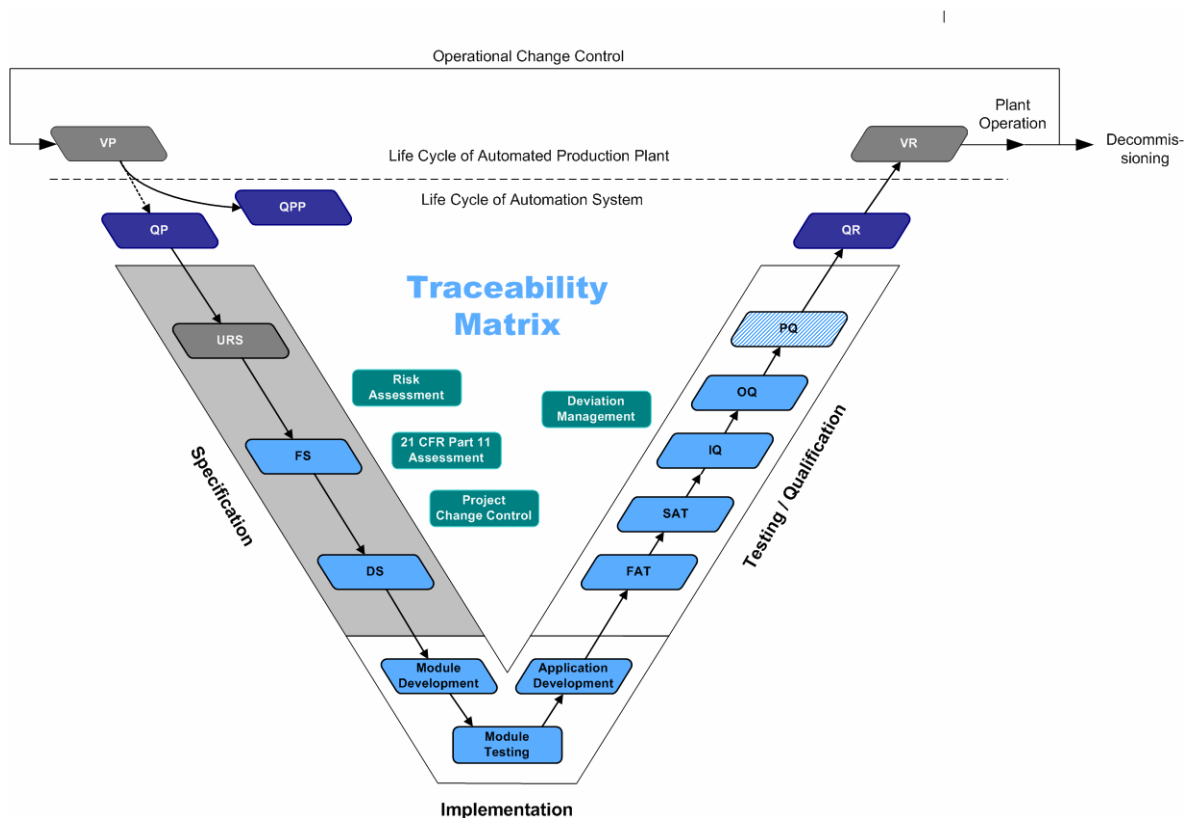 Operational Change Control
Plant
Operation
VP
VR
Decommis-
sioning
Life Cycle of Automated Production Plant
Life Cycle of Automation System
QPP
QP
QR
Traceability
Matrix
URS
PQ
Risk
Assessment
OQ
Deviation
Management
21 CFR Part 11
Assessment
FS
IQ
Specification
Project
Change Control
SAT
Testing / Qualification
DS
FAT
Module
Development
Application
Development
Module
Testing
Implementation